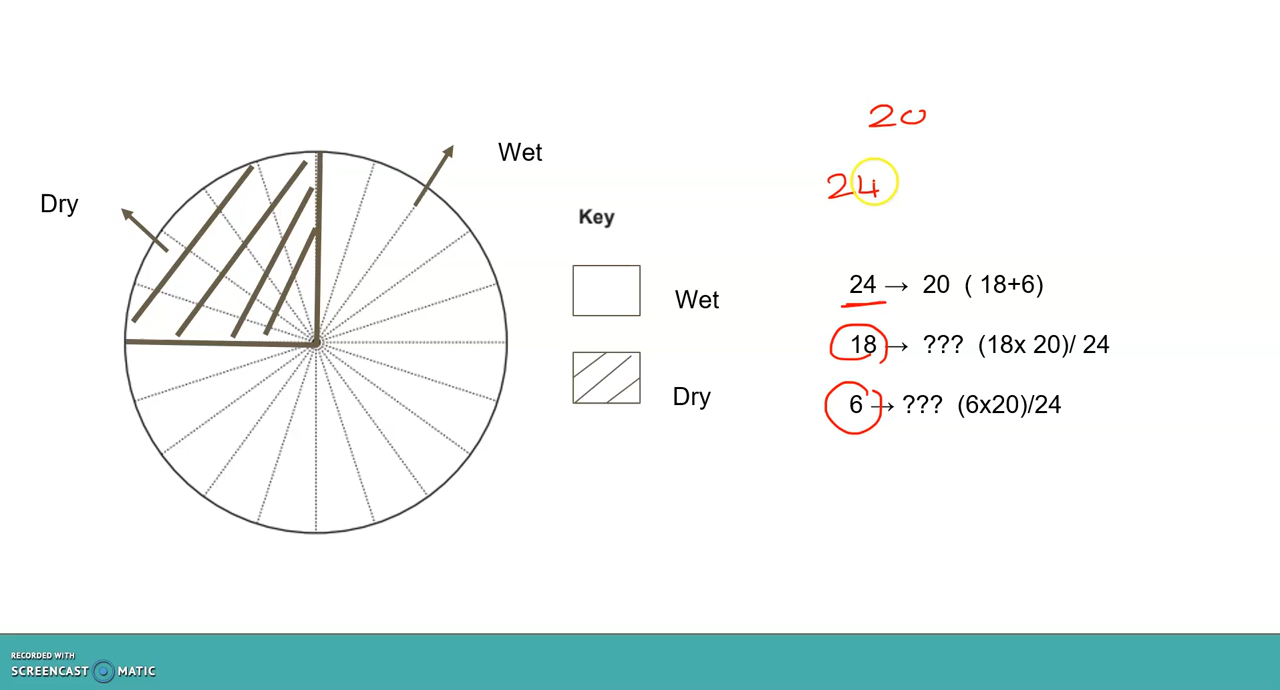 20
Wet
24
Dry
Key
24 → 20 ( 18+6)
Wet
18 → ??? (18x 20)/ 24
Dry
6 → ??? (6x20)/24
RECORDED WITH
SCREENCAST MATIC